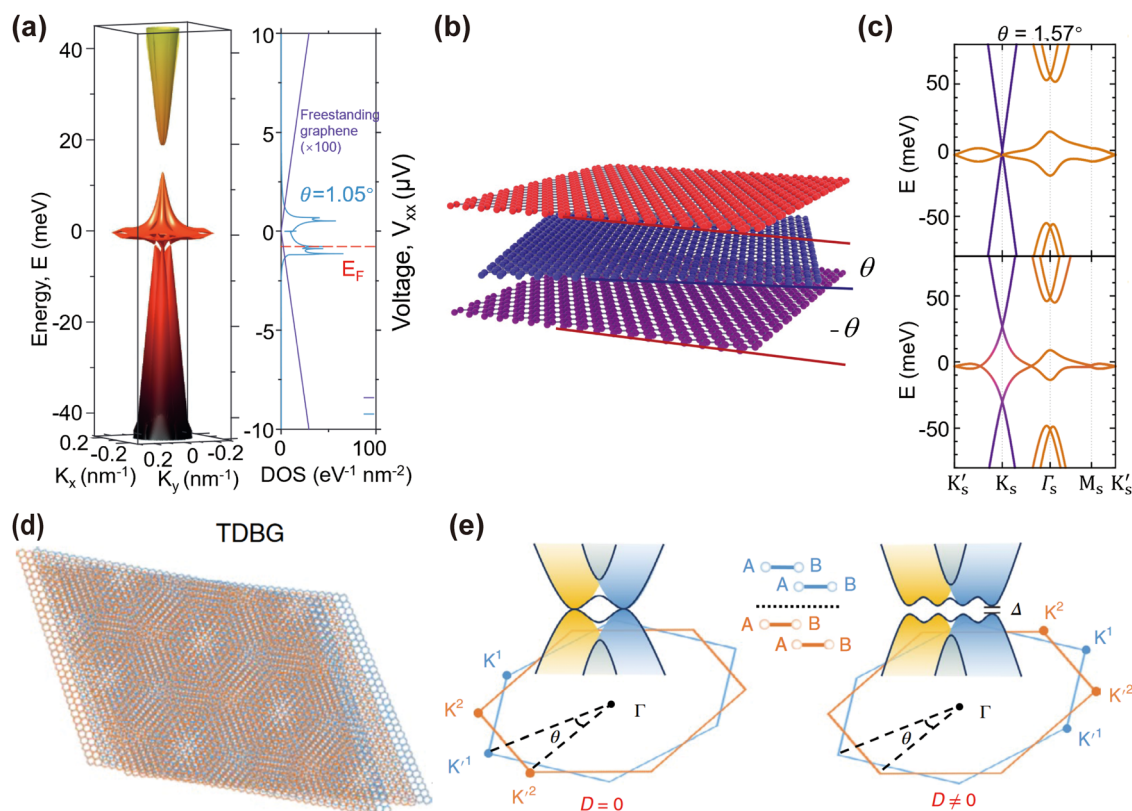 (a)
40
20
0
-20
-40
Energy, E (meV)
0.2
-0.2
0.2
0
-0.2
Kₓ (nm⁻¹)
K_y (nm⁻¹)
10
5
0
-5
-10
Freestanding
graphene
(×100)
θ=1.05°
E_F
Voltage, Vₓₓ (µV)
0
100
DOS (eV⁻¹ nm⁻²)
(b)
θ
-θ
(c)
θ = 1.57°
50
0
-50
E (meV)
50
0
-50
E (meV)
K′ₛ
Kₛ
Γₛ
Mₛ
K′ₛ
(d)
TDBG
(e)
K¹
K²
K′¹
K′²
θ
Γ
D = 0
A B
A B
A B
A B
Δ
K²
K¹
K′²
K′¹
θ
Γ
D ≠ 0